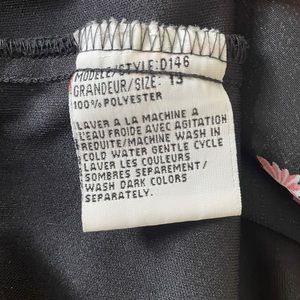 MODELE/STYLE: D146
GRANDEUR/SIZE: 13
100% POLYESTER
LAVER A LA MACHINE A
L'EAU FROIDE AVEC AGITATION
REDUITE/MACHINE WASH IN
COLD WATER GENTLE CYCLE
LAVER LES COULEURS
SOMBRES SEPAREMENT/
WASH DARK COLORS
SEPARATELY.